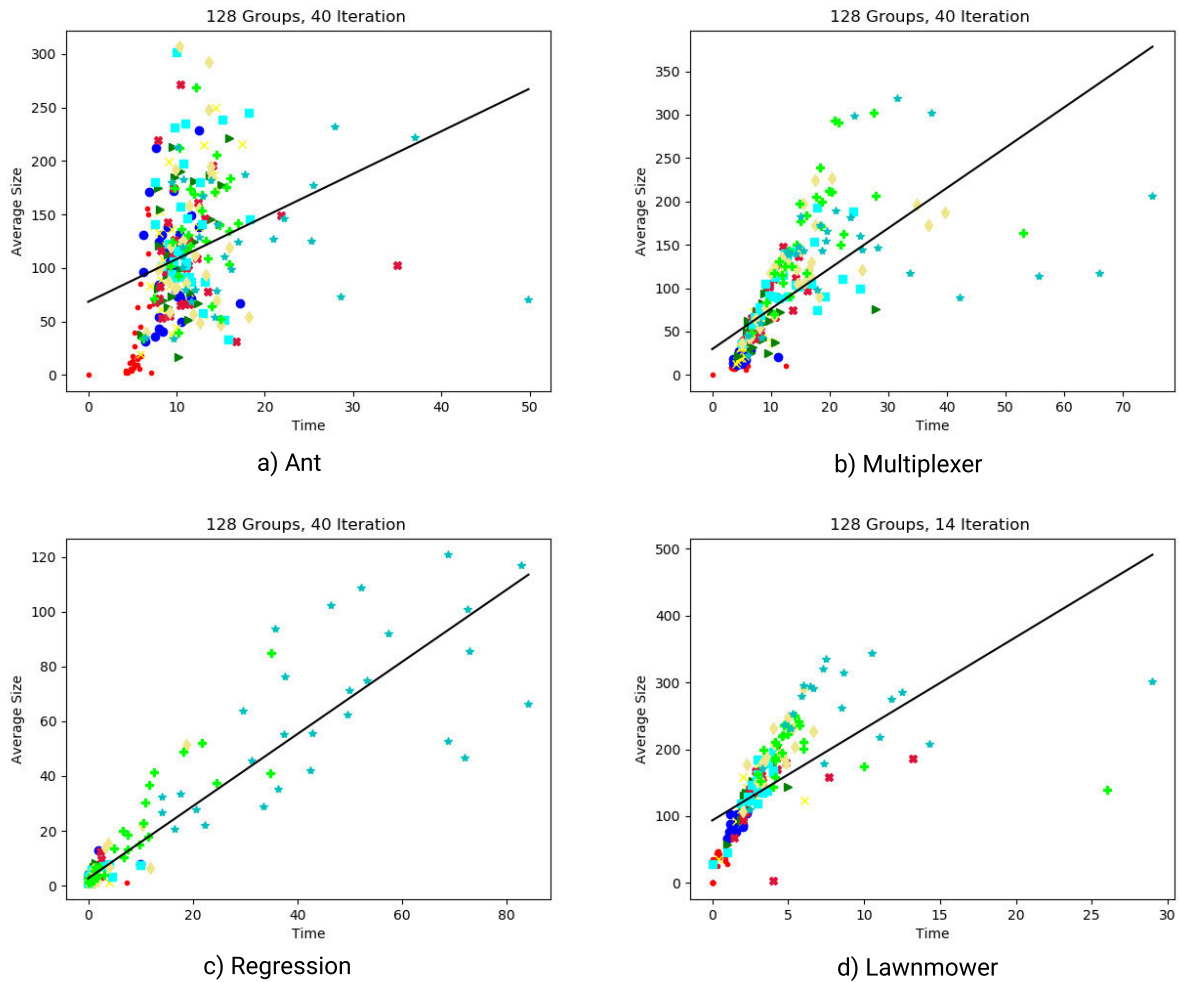 128 Groups, 40 Iteration
300
250
200
150
100
50
0
Average Size
0 10 20 30 40 50
Time
a) Ant
128 Groups, 40 Iteration
350
300
250
200
150
100
50
0
Average Size
0 10 20 30 40 50 60 70
Time
b) Multiplexer
128 Groups, 40 Iteration
120
100
80
60
40
20
0
Average Size
0 20 40 60 80
Time
c) Regression
128 Groups, 14 Iteration
500
400
300
200
100
0
Average Size
0 5 10 15 20 25 30
Time
d) Lawnmower